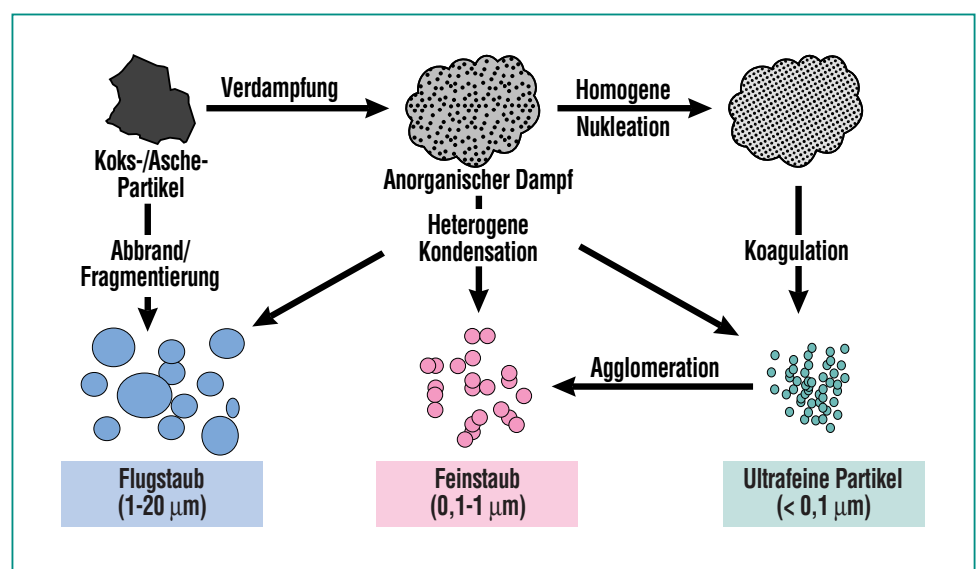 Verdampfung
Homogene
Nukleation
Koks-/Asche-
Partikel
Anorganischer Dampf
Abbrand/
Fragmentierung
Heterogene
Kondensation
Koagulation
Agglomeration
Flugstaub
(1-20 μm)
Feinstaub
(0,1-1 μm)
Ultrafeine Partikel
(< 0,1 μm)